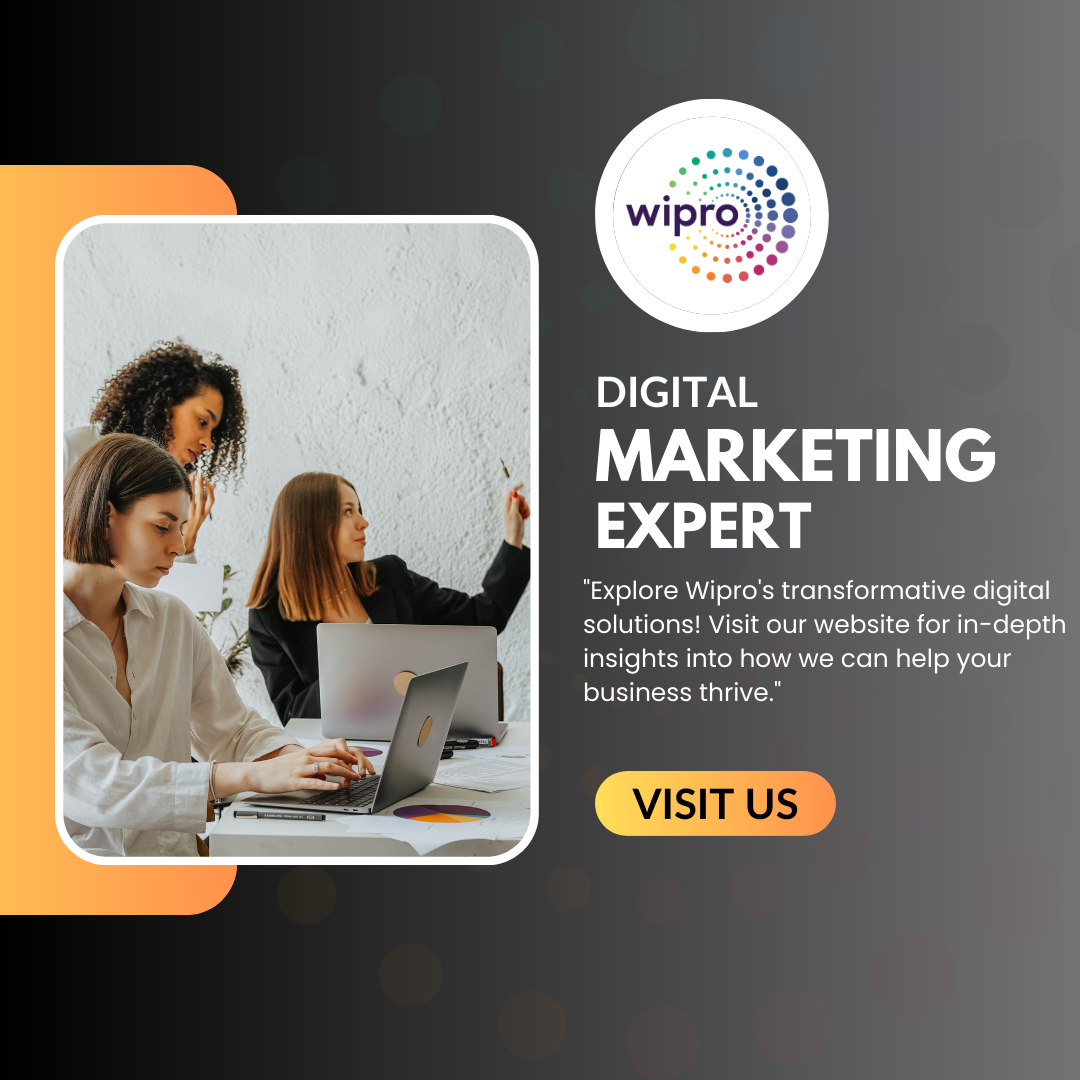 wipro
DIGITAL
MARKETING
EXPERT
"Explore Wipro's transformative digital
solutions! Visit our website for in-depth
insights into how we can help your
business thrive."
VISIT US